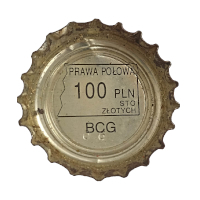 PRAWA POŁOWA
100 PLN
STO
ZŁOTYCH
BCG